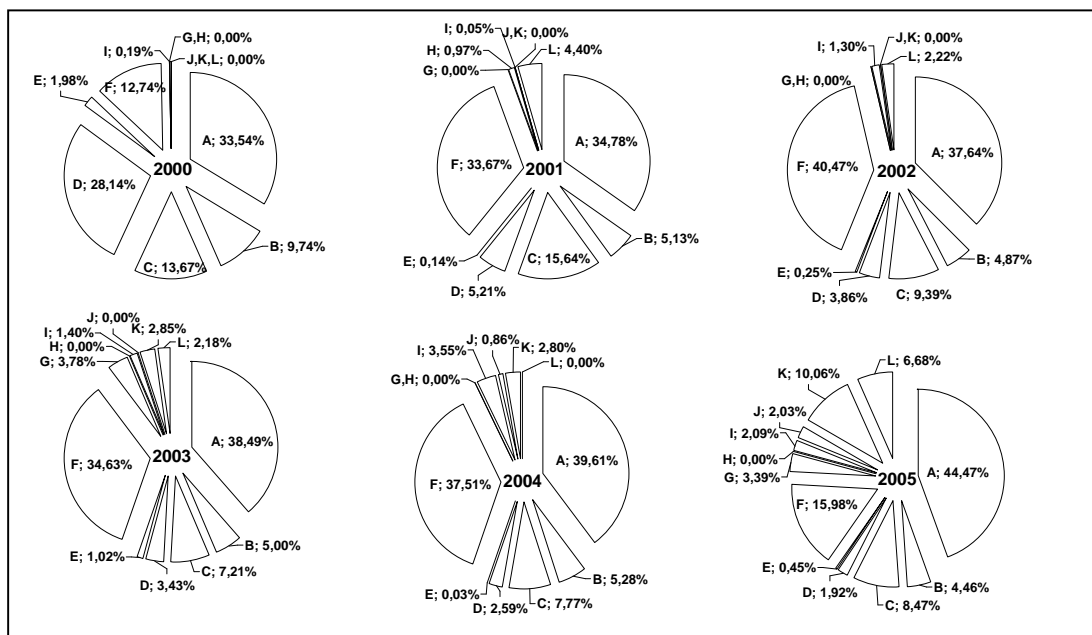 2000
G,H; 0,00%
I; 0,19%
J,K,L; 0,00%
E; 1,98%
F; 12,74%
A; 33,54%
D; 28,14%
B; 9,74%
C; 13,67%
2001
I; 0,05%
J,K; 0,00%
H; 0,97%
L; 4,40%
G; 0,00%
A; 34,78%
F; 33,67%
B; 5,13%
E; 0,14%
C; 15,64%
D; 5,21%
2002
J,K; 0,00%
I; 1,30%
L; 2,22%
G,H; 0,00%
A; 37,64%
F; 40,47%
B; 4,87%
E; 0,25%
D; 3,86%
C; 9,39%
2003
J; 0,00%
I; 1,40%
K; 2,85%
H; 0,00%
L; 2,18%
G; 3,78%
A; 38,49%
F; 34,63%
B; 5,00%
E; 1,02%
C; 7,21%
D; 3,43%
2004
J; 0,86%
I; 3,55%
K; 2,80%
L; 0,00%
G,H; 0,00%
A; 39,61%
F; 37,51%
B; 5,28%
E; 0,03%
D; 2,59%
C; 7,77%
2005
L; 6,68%
K; 10,06%
J; 2,03%
I; 2,09%
H; 0,00%
G; 3,39%
A; 44,47%
F; 15,98%
E; 0,45%
D; 1,92%
B; 4,46%
C; 8,47%